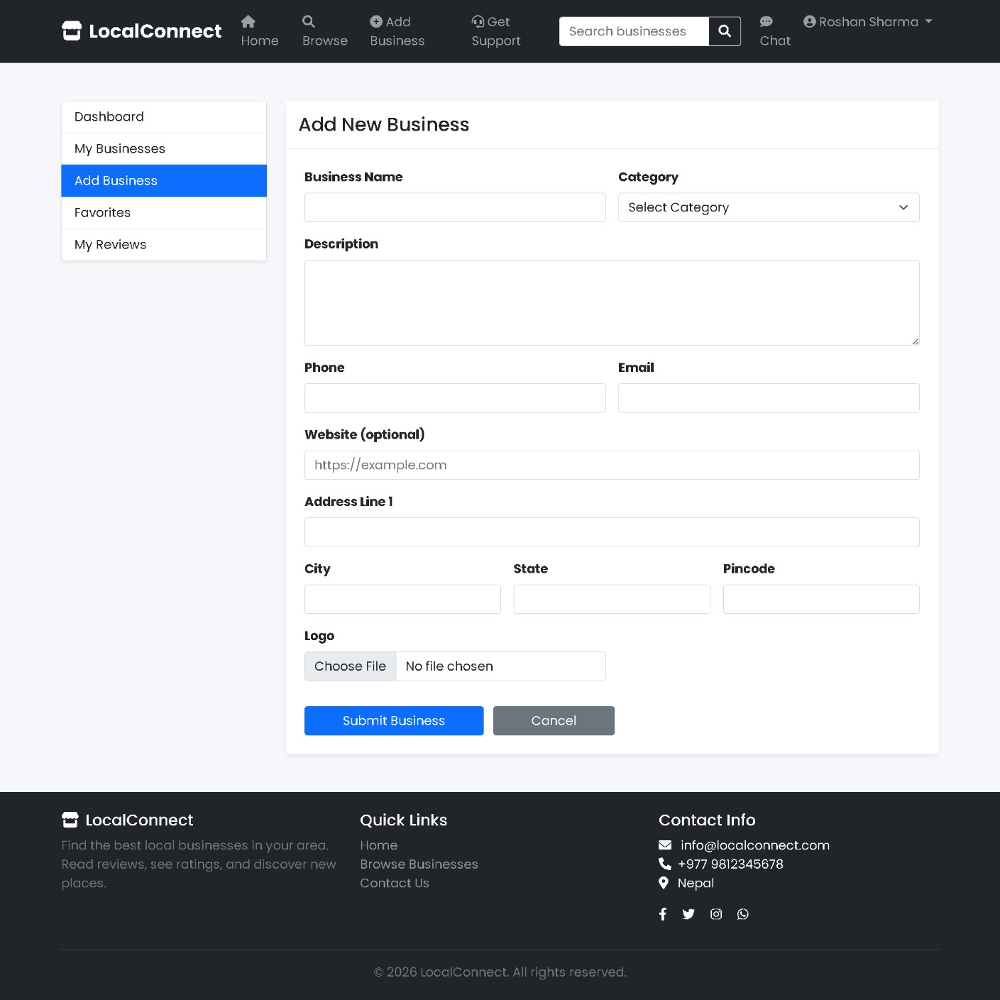 LocalConnect
Home
Browse
Add
Business
Get
Support
Search businesses
Chat
Roshan Sharma
Dashboard
My Businesses
Add Business
Favorites
My Reviews
Add New Business
Business Name
Category
Select Category
Description
Phone
Email
Website (optional)
https://example.com
Address Line 1
City
State
Pincode
Logo
Choose File
No file chosen
Submit Business
Cancel
LocalConnect
Find the best local businesses in your area.
Read reviews, see ratings, and discover new
places.
Quick Links
Home
Browse Businesses
Contact Us
Contact Info
info@localconnect.com
+977 9812345678
Nepal
© 2026 LocalConnect. All rights reserved.